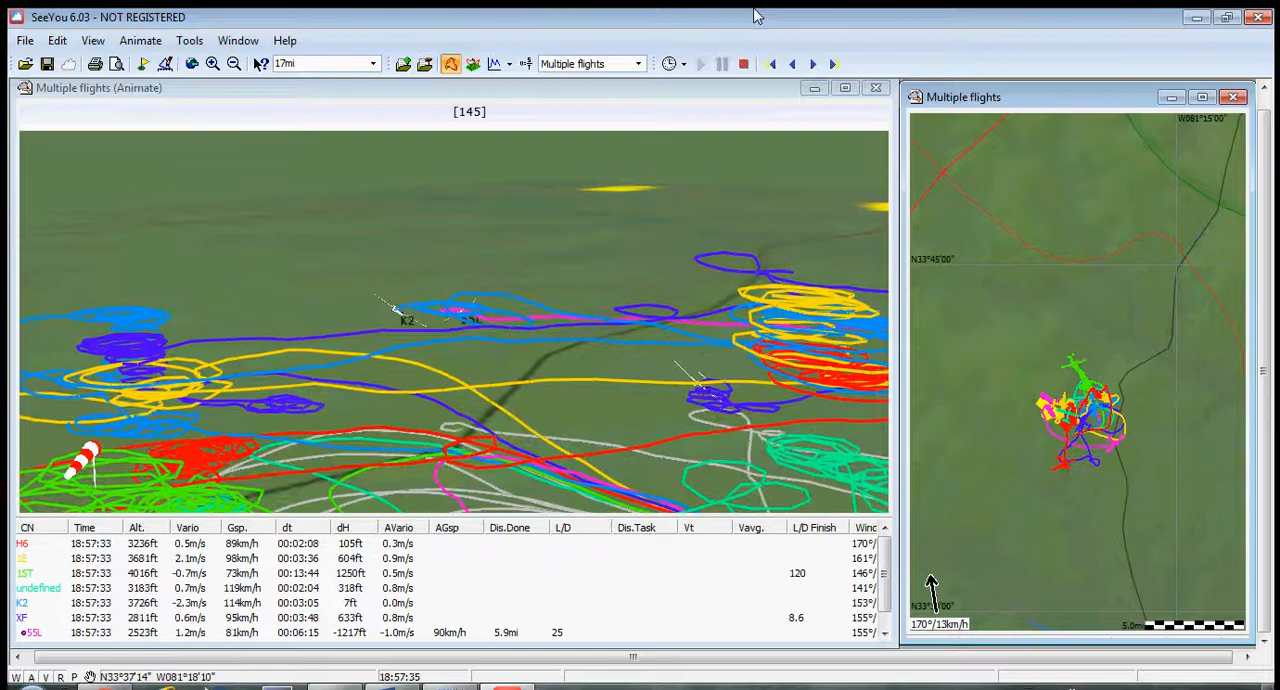 SeeYou 6.03 - NOT REGISTERED
File Edit View Animate Tools Window Help
17mi Multiple flights
Multiple flights (Animate)
Multiple flights
[145]
W081°15'00"
N33°45'00"
K2
CN Time Alt. Vario Gsp. dt dH AVario AGsp Dis.Done L/D Dis.Task Vt Vavg. L/D Finish Wind
H6 18:57:33 3236ft 0.5m/s 89km/h 00:02:08 105ft 0.3m/s 170°/
1E 18:57:33 3681ft 2.1m/s 98km/h 00:03:36 604ft 0.9m/s 161°/
1ST 18:57:33 4016ft -0.7m/s 73km/h 00:13:44 1250ft 0.5m/s 120 146°/
undefined 18:57:33 3183ft 0.7m/s 119km/h 00:02:04 318ft 0.7m/s 141°/
K2 18:57:33 3726ft -2.3m/s 114km/h 00:03:05 7ft 0.0m/s 153°/
XF 18:57:33 2811ft 0.6m/s 95km/h 00:03:48 633ft 0.8m/s 8.6 155°/
55L 18:57:33 2523ft 1.2m/s 81km/h 00:06:15 -1217ft -1.0m/s 90km/h 5.9mi 25 155°/
170°/13km/h
5.0mi
W A V R P N33°37'14" W081°18'10" 18:57:35